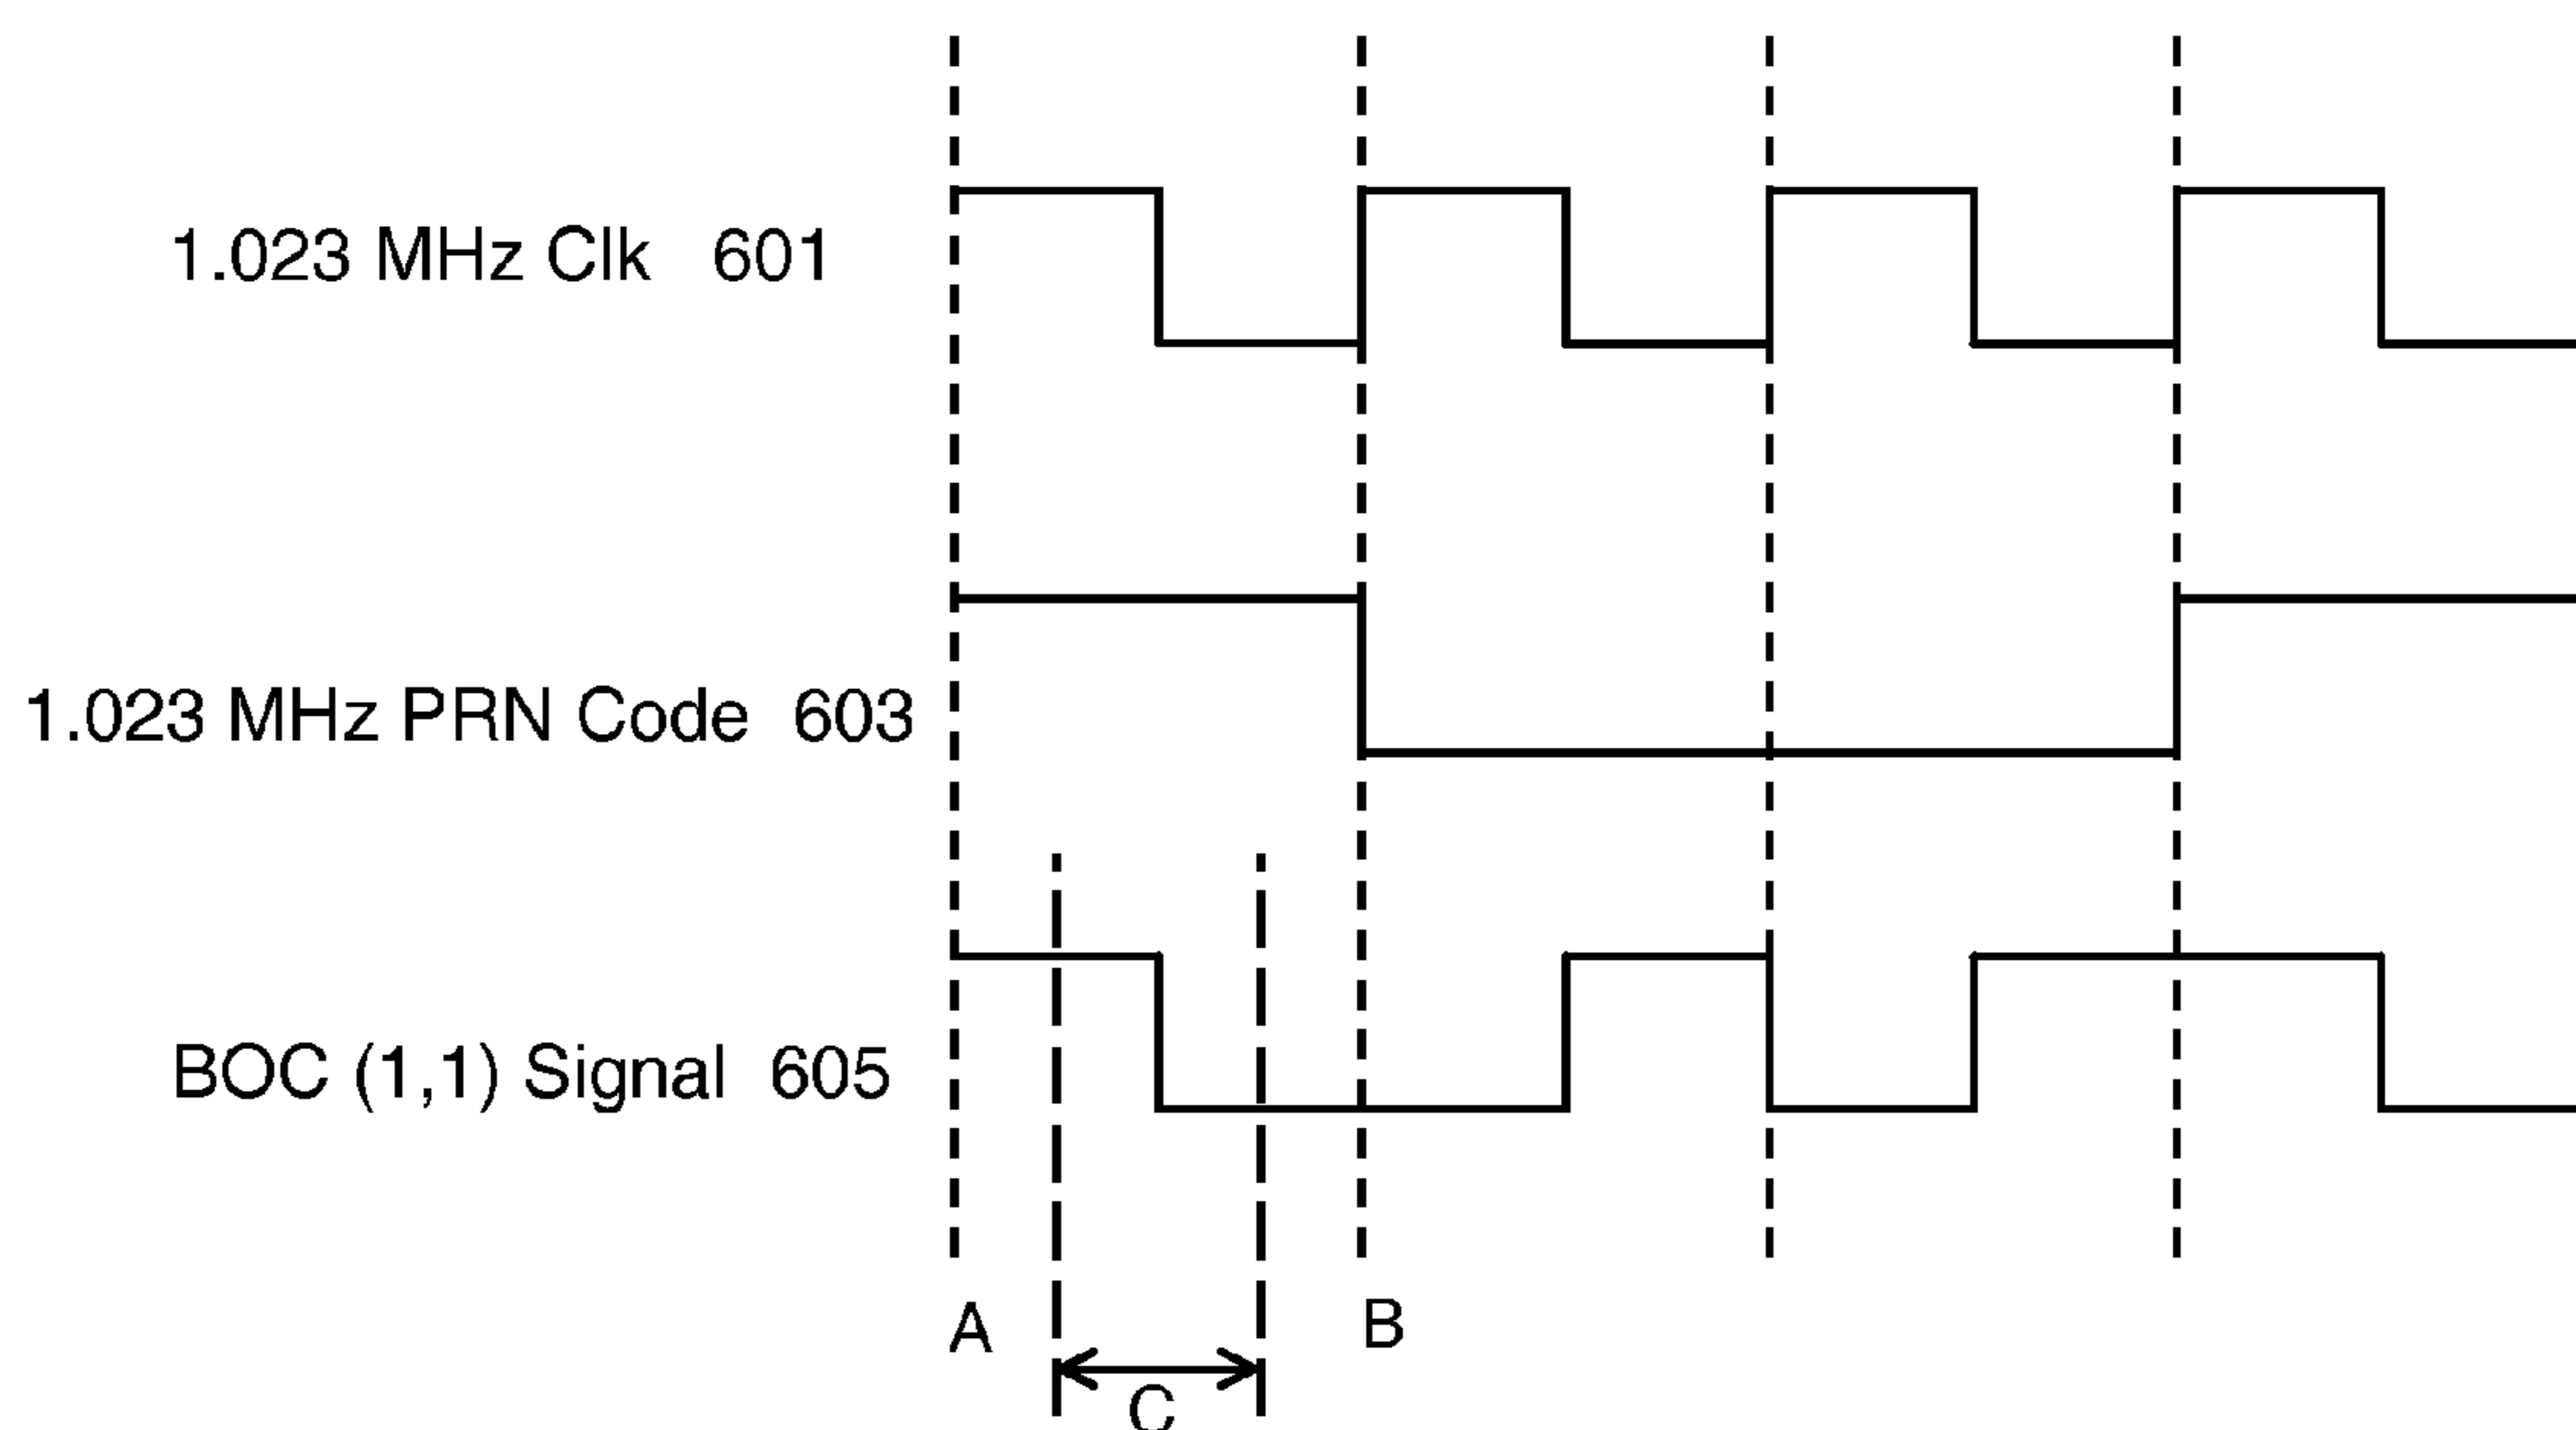 1.023 MHz Clk 601
1.023 MHz PRN Code 603
BOC (1,1) Signal 605
A
B
C